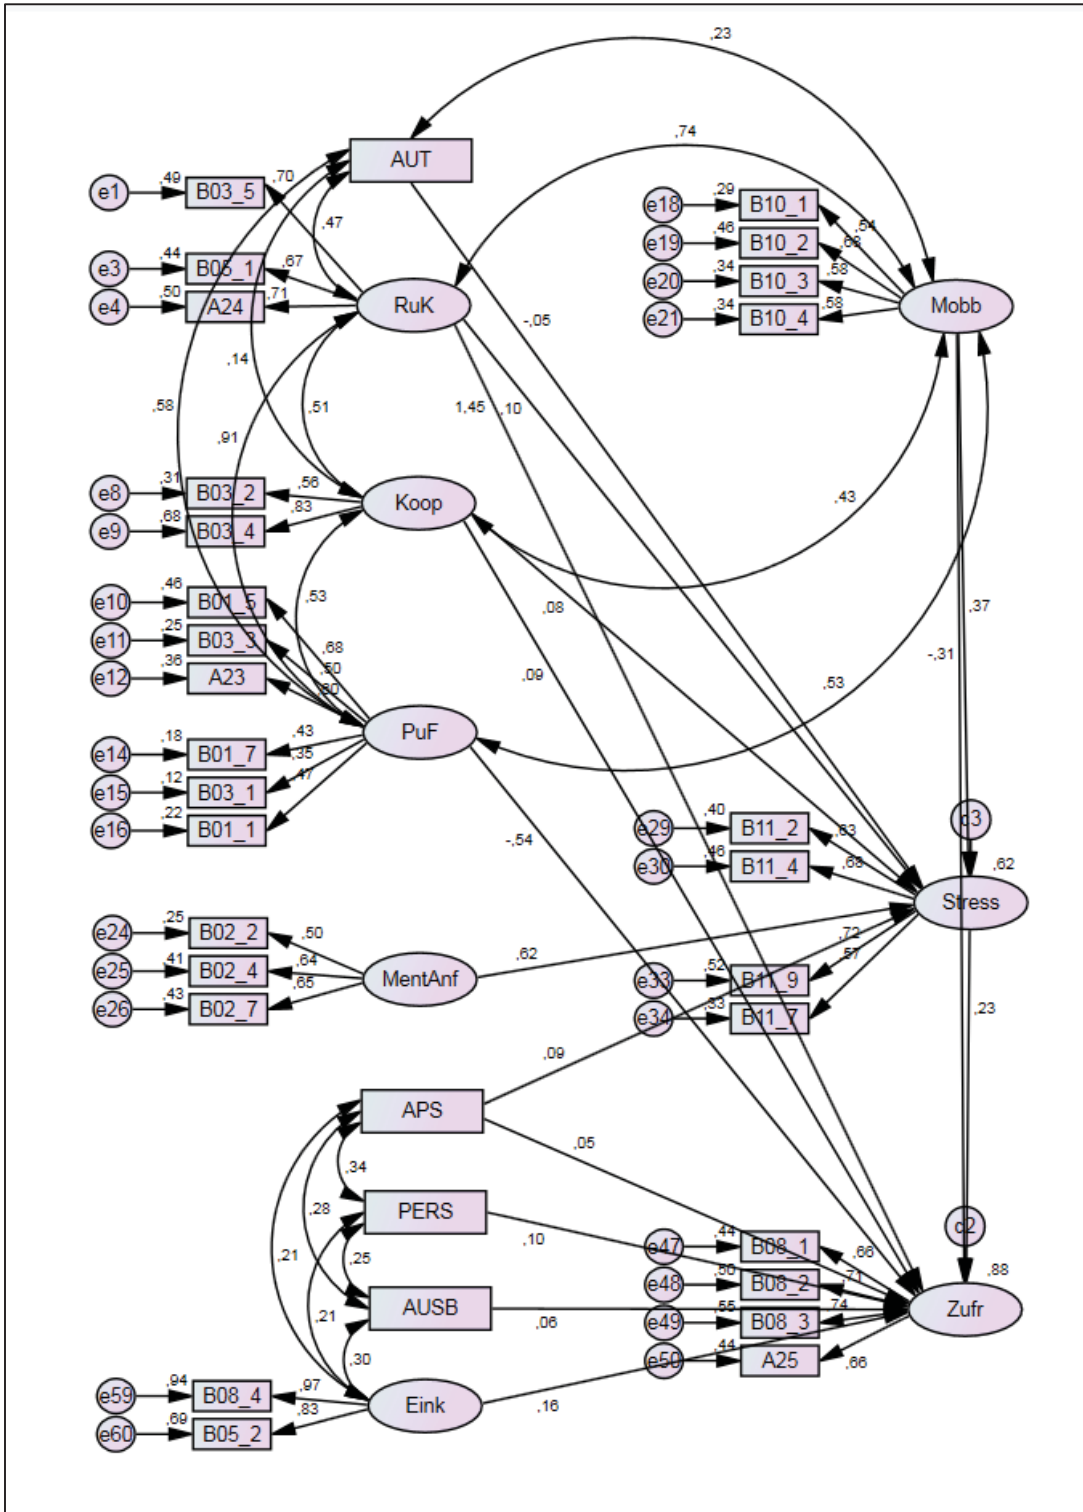 ,23
,74
AUT
e1 ,49 B03_5 ,70
e18 ,29 B10_1 ,54
,47
e19 ,46 B10_2 ,68
e3 ,44 B05_1 ,67
e20 ,34 B10_3 ,58
e4 ,50 A24 ,71
RuK
Mobb
e21 ,34 B10_4 ,58
-,05
,14
,58
,51
1,45
,10
,91
e8 ,31 B03_2 ,56
Koop
,43
e9 ,68 B03_4 ,83
e10 ,46 B01_5
,53
,08
,37
e11 ,25 B03_3
,68
-,31
e12 ,36 A23
,50
,09
,53
PuF
e14 ,18 B01_7 ,43
,35
e15 ,12 B03_1 ,47
e16 ,22 B01_1
-,54
e29 ,40 B11_2 ,63
e30 ,46 B11_4 ,68
,62
Stress
e24 ,25 B02_2 ,50
,72
e25 ,41 B02_4 ,64
MentAnf
,62
,57
e26 ,43 B02_7 ,65
e33 ,52 B11_9
e34 ,33 B11_7
,23
,09
APS
,05
,34
,28
PERS
,10
,21
,25
e47 ,44 B08_1 ,66
,88
e48 B08_2 ,71
AUSB
,06
Zufr
,21
e49 ,55 B08_3 ,74
,30
e50 ,44 A25 ,66
e59 ,94 B08_4 ,97
Eink
,16
e60 ,69 B05_2 ,83